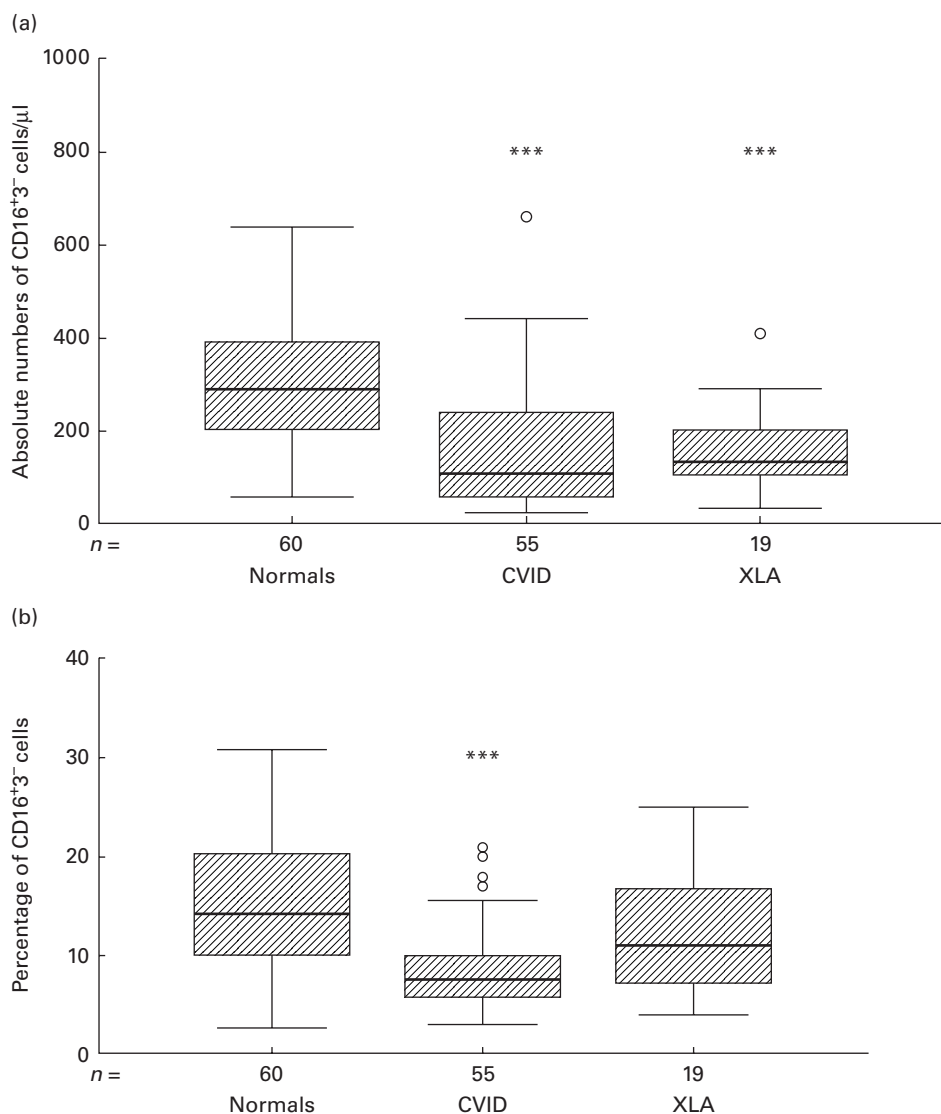 (a)
1000
800
600
400
200
0
Absolute numbers of CD16⁺3⁻ cells/μl
*** ***
n = 60 55 19
Normals CVID XLA
(b)
40
30
20
10
0
Percentage of CD16⁺3⁻ cells
***
n = 60 55 19
Normals CVID XLA